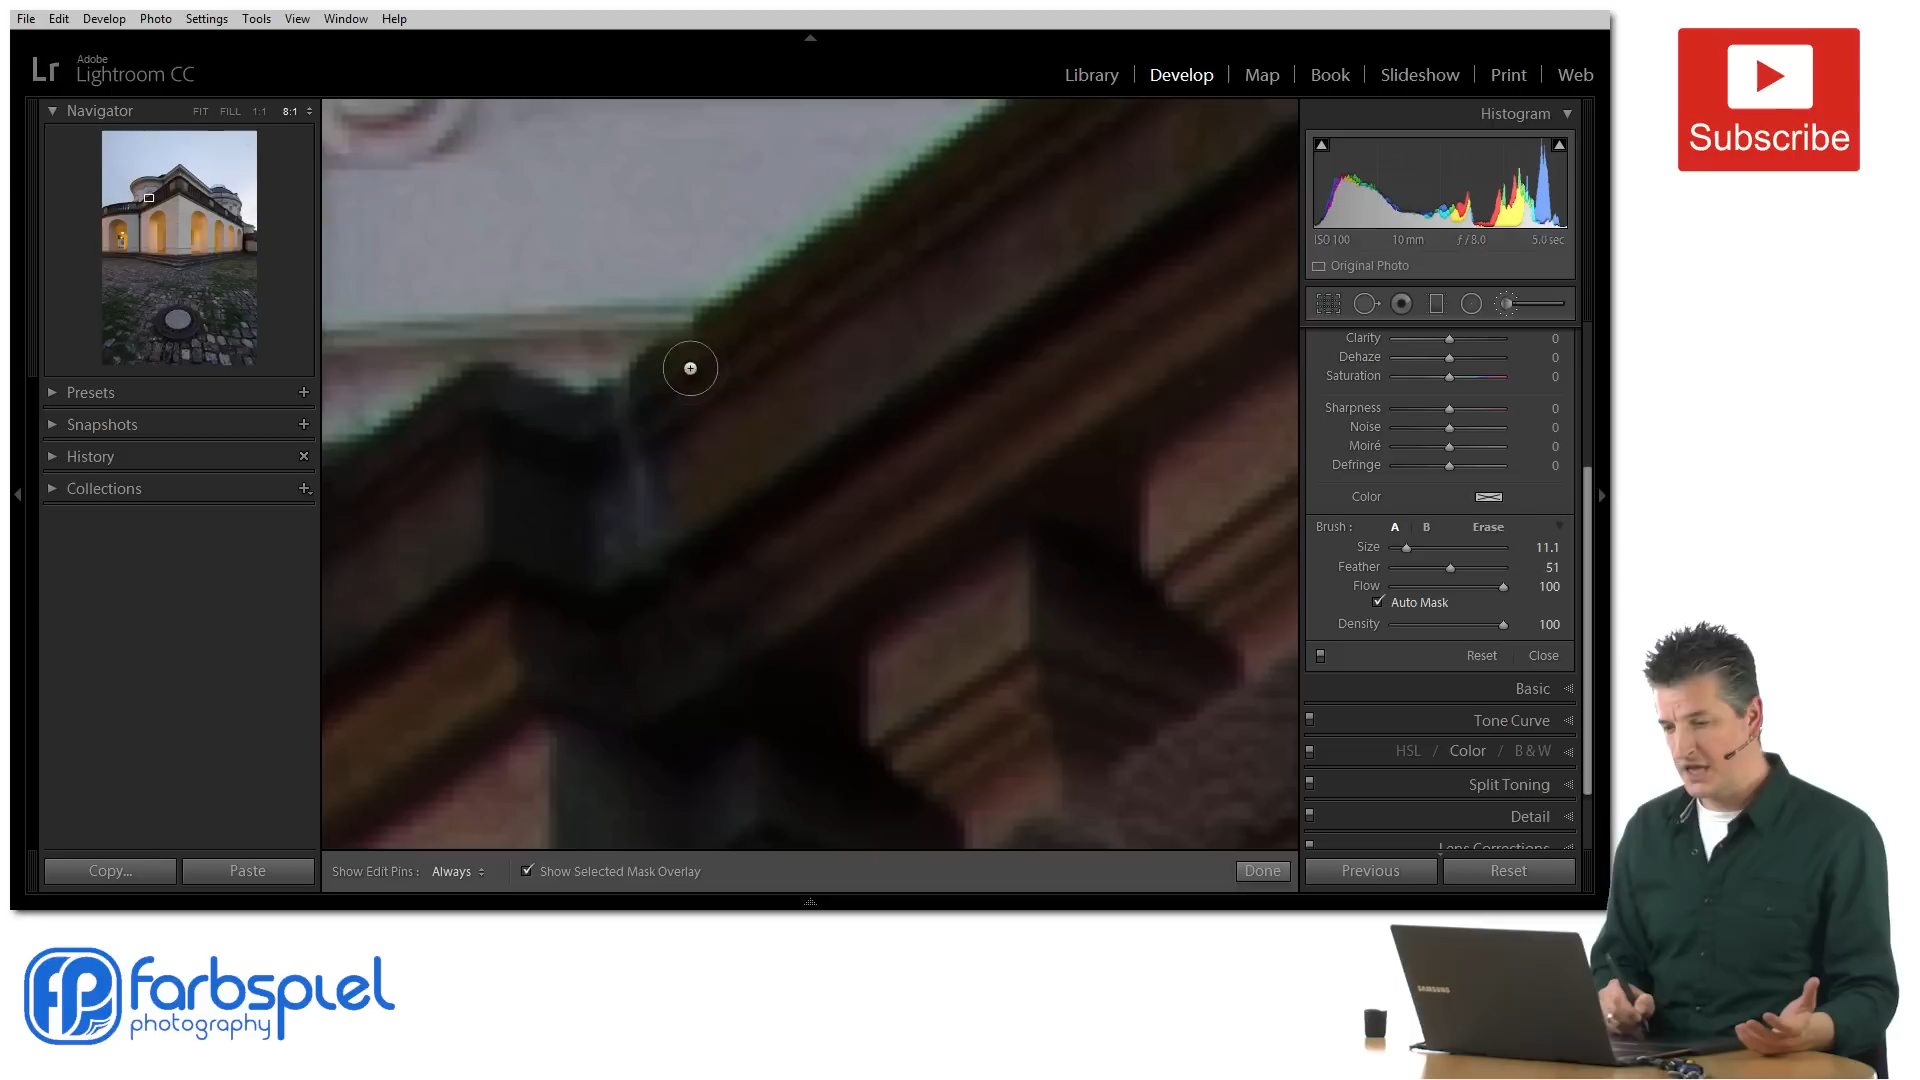 File Edit Develop Photo Settings Tools View Window Help
Lr Adobe
Lightroom CC
Library Develop Map Book Slideshow Print Web
Subscribe
Navigator FIT FILL 1:1 8:1
Histogram
ISO 100 10 mm ƒ / 8.0 5.0 sec
Original Photo
Clarity 0
Dehaze 0
Saturation 0
Sharpness 0
Noise 0
Moiré 0
Defringe 0
Color
Brush : A B Erase
Size 11.1
Feather 51
Flow 100
Auto Mask
Density 100
Reset Close
Basic
Tone Curve
HSL / Color / B & W
Split Toning
Detail
Lens Corrections
Presets
Snapshots
History
Collections
Copy... Paste
Show Edit Pins : Always Show Selected Mask Overlay Done
Previous Reset
fp farbspiel
photography
SAMSUNG